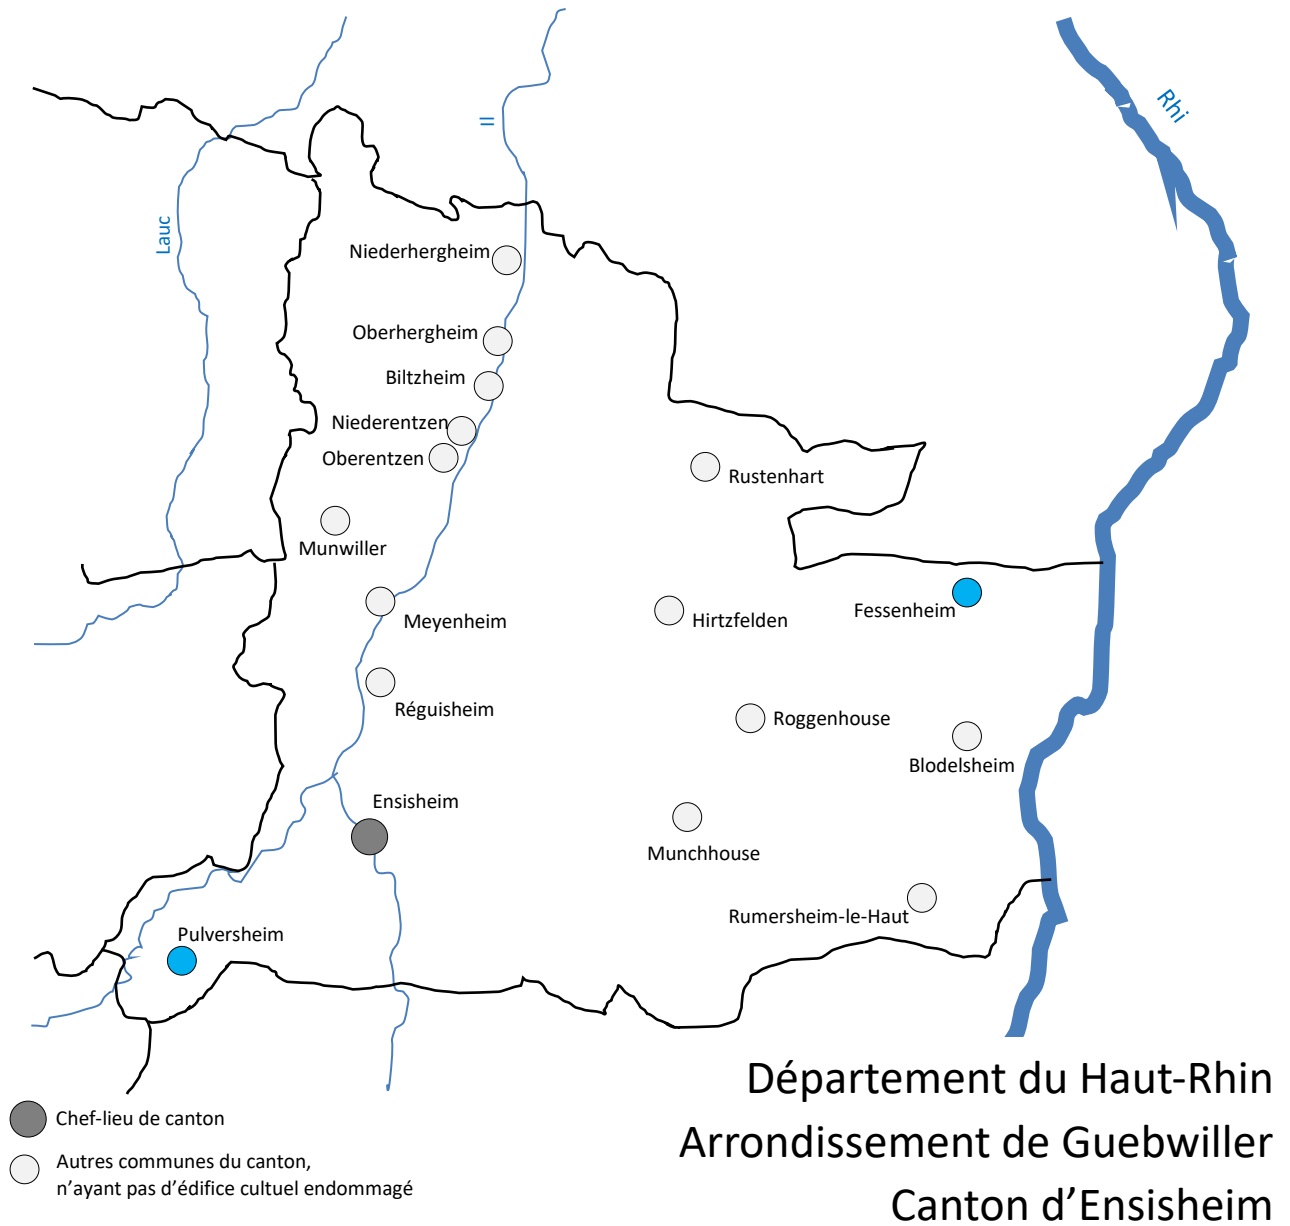 Rhi
Ill
Lauc
Niederhergheim
Oberhergheim
Biltzheim
Niederentzen
Oberentzen
Rustenhart
Munwiller
Meyenheim
Hirtzfelden
Fessenheim
Réguisheim
Roggenhouse
Blodelsheim
Ensisheim
Munchhouse
Rumersheim-le-Haut
Pulversheim
Département du Haut-Rhin
Arrondissement de Guebwiller
Canton d’Ensisheim
Chef-lieu de canton
Autres communes du canton,
n’ayant pas d’édifice cultuel endommagé